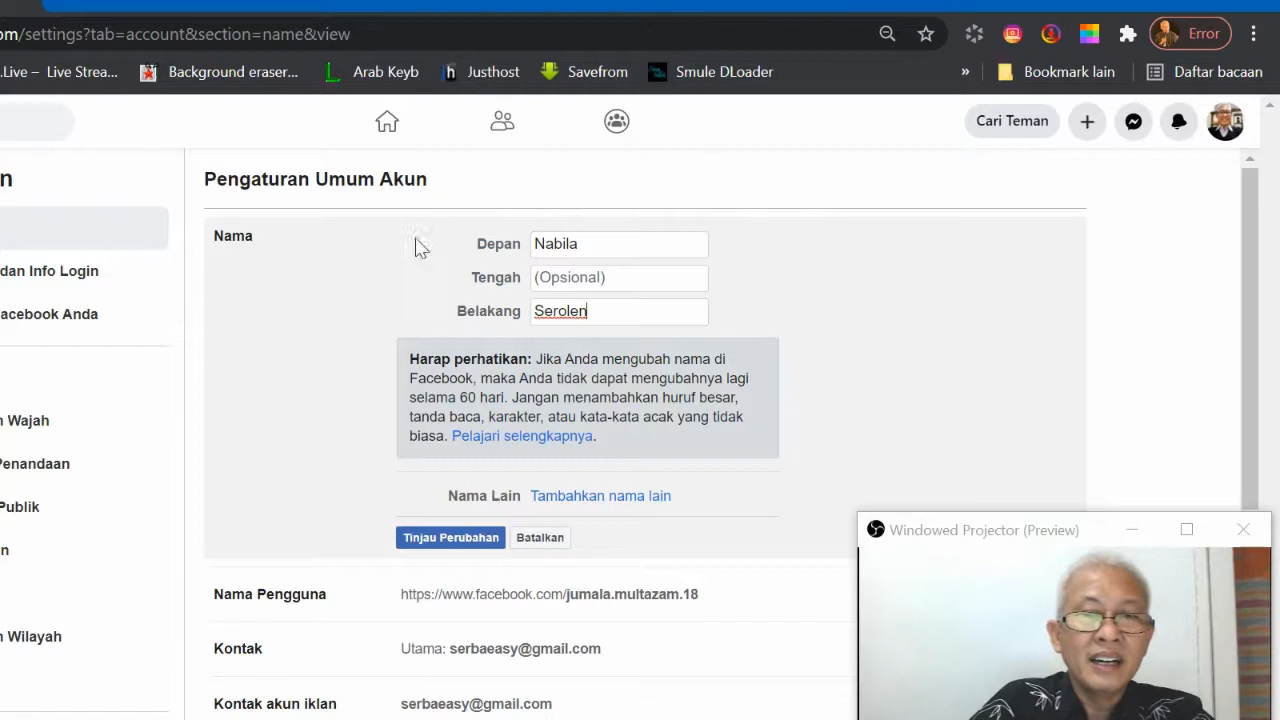 om/settings?tab=account&section=name&view
Error
.Live – Live Strea...
Background eraser...
Arab Keyb
Justhost
Savefrom
Smule DLoader
»
Bookmark lain
Daftar bacaan
Cari Teman
n
Pengaturan Umum Akun
Nama
Depan Nabila
Tengah (Opsional)
Belakang Serolen
dan Info Login
acebook Anda
Harap perhatikan: Jika Anda mengubah nama di
Facebook, maka Anda tidak dapat mengubahnya lagi
selama 60 hari. Jangan menambahkan huruf besar,
tanda baca, karakter, atau kata-kata acak yang tidak
biasa. Pelajari selengkapnya.
n Wajah
Penandaan
Publik
n
n Wilayah
Nama Lain Tambahkan nama lain
Tinjau Perubahan Batalkan
Windowed Projector (Preview)
Nama Pengguna https://www.facebook.com/jumala.multazam.18
Kontak Utama: serbaeasy@gmail.com
Kontak akun iklan serbaeasy@gmail.com